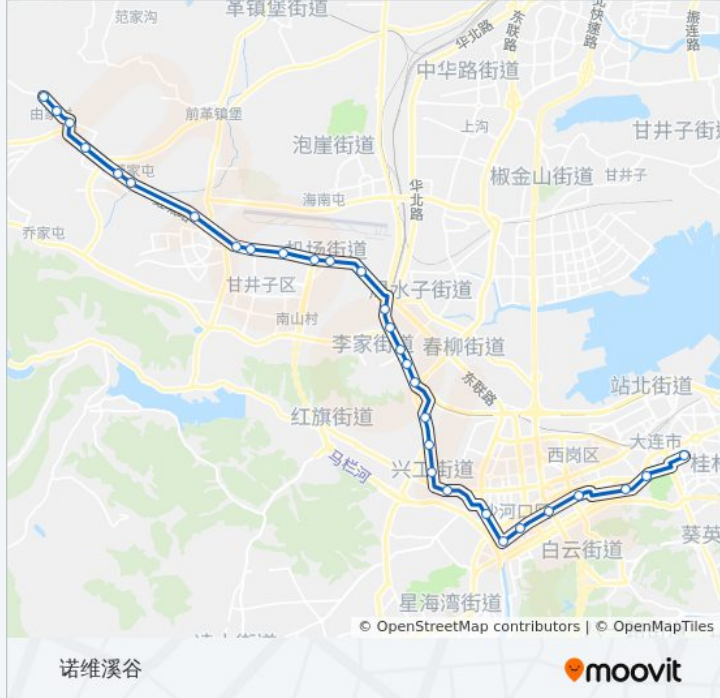 范家沟
革镇堡街道
华北路
东联路
北快速路
振连路
中华路街道
上沟
前革镇堡
泡崖街道
甘井子街道
椒金山街道
甘井子
华北路
海南屯
乔家屯
机场街道
甘井子区
水子街道
南山村
李家街道
春柳街道
东联路
站北街道
红旗街道
大连市
马栏河
兴工街道
西岗区
桂林
沙河口区
葵英
白云街道
星海湾街道
© OpenStreetMap contributors | © OpenMapTiles
诺维溪谷
moovit